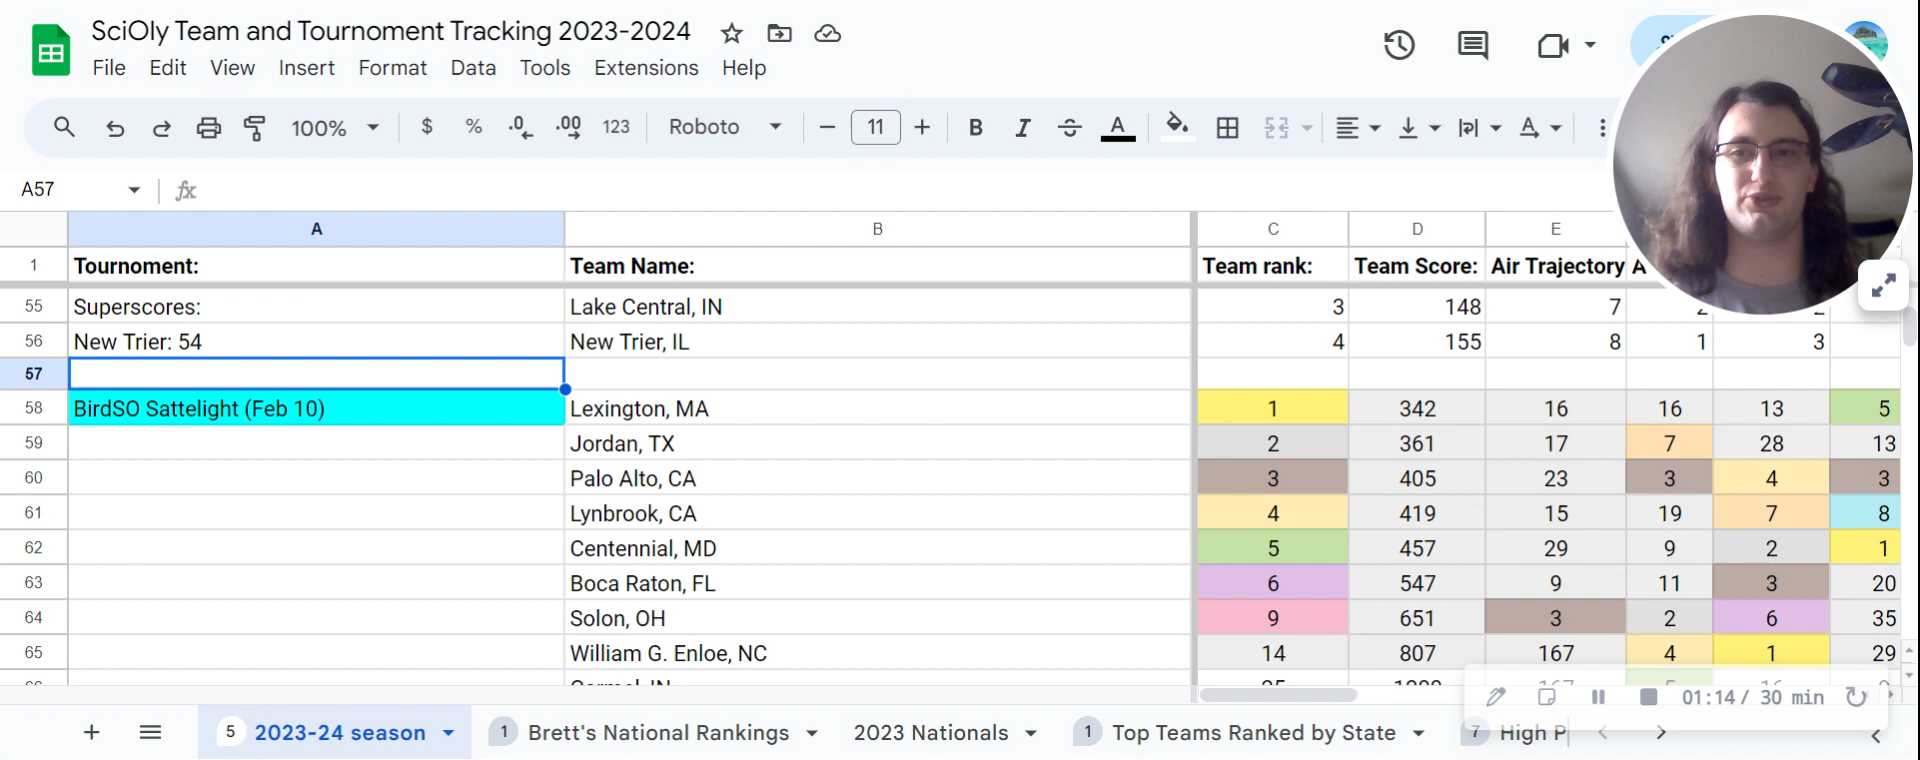 SciOly Team and Tournoment Tracking 2023-2024
File Edit View Insert Format Data Tools Extensions Help
100% $ % .0 .00 123 Roboto 11 B I A A
A57 fx
A B C D E
1 Tournoment: Team Name: Team rank: Team Score: Air Trajectory A
55 Superscores: Lake Central, IN 3 148 7
56 New Trier: 54 New Trier, IL 4 155 8 1 3
57
58 BirdSO Sattelight (Feb 10) Lexington, MA 1 342 16 16 13 5
59 Jordan, TX 2 361 17 7 28 13
60 Palo Alto, CA 3 405 23 3 4 3
61 Lynbrook, CA 4 419 15 19 7 8
62 Centennial, MD 5 457 29 9 2 1
63 Boca Raton, FL 6 547 9 11 3 20
64 Solon, OH 9 651 3 2 6 35
65 William G. Enloe, NC 14 807 167 4 1 29
01:14 / 30 min
5 2023-24 season 1 Brett's National Rankings 2023 Nationals 1 Top Teams Ranked by State 7 High P